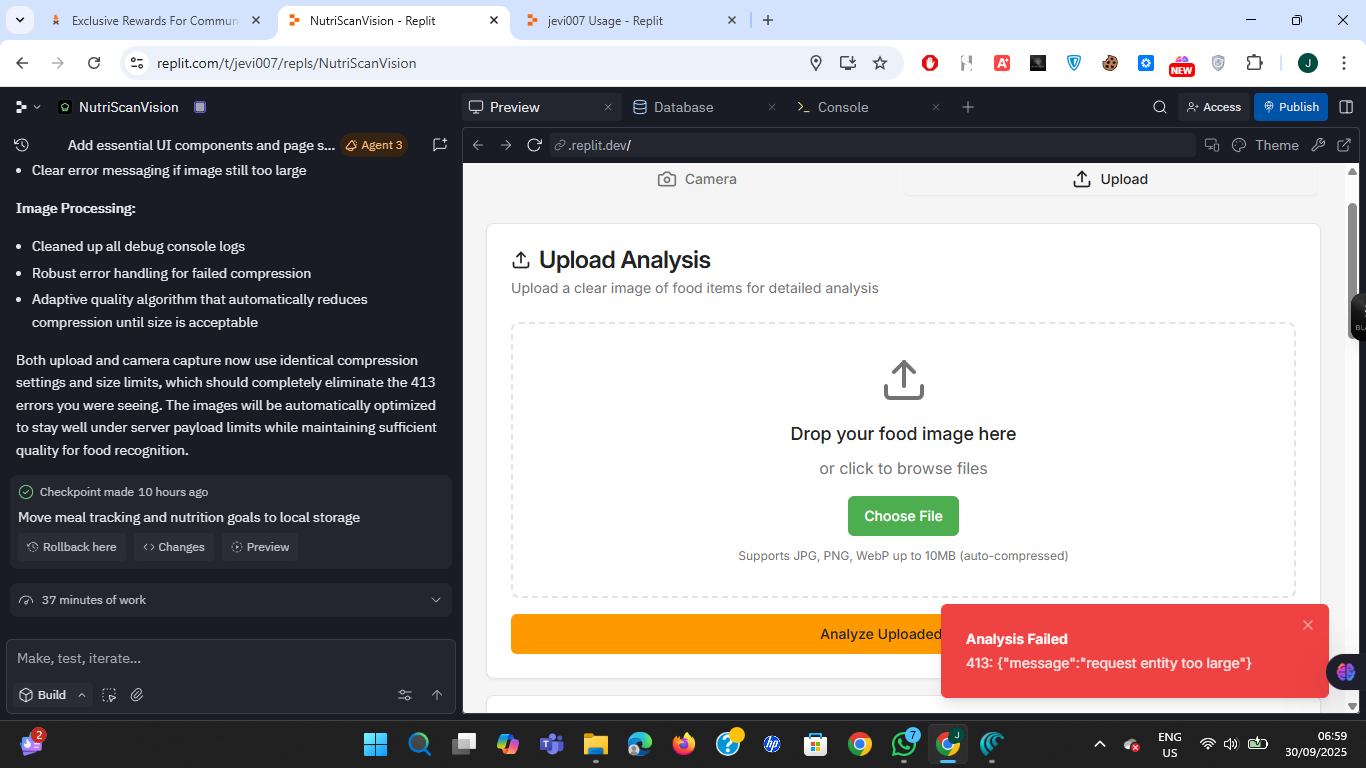 Exclusive Rewards For Commun
NutriScanVision - Replit
jevi007 Usage - Replit
replit.com/t/jevi007/repls/NutriScanVision
NEW
J
NutriScanVision
Preview
Database
Console
Access
Publish
Add essential UI components and page s...
Agent 3
.replit.dev/
Theme
Clear error messaging if image still too large
Image Processing:
Cleaned up all debug console logs
Robust error handling for failed compression
Adaptive quality algorithm that automatically reduces
compression until size is acceptable
Both upload and camera capture now use identical compression
settings and size limits, which should completely eliminate the 413
errors you were seeing. The images will be automatically optimized
to stay well under server payload limits while maintaining sufficient
quality for food recognition.
Checkpoint made 10 hours ago
Move meal tracking and nutrition goals to local storage
Rollback here
Changes
Preview
37 minutes of work
Make, test, iterate...
Build
Camera
Upload
Upload Analysis
Upload a clear image of food items for detailed analysis
Drop your food image here
or click to browse files
Choose File
Supports JPG, PNG, WebP up to 10MB (auto-compressed)
Analyze Uploaded
Analysis Failed
413: {"message":"request entity too large"}
2
hp
7
J
ENG
US
06:59
30/09/2025